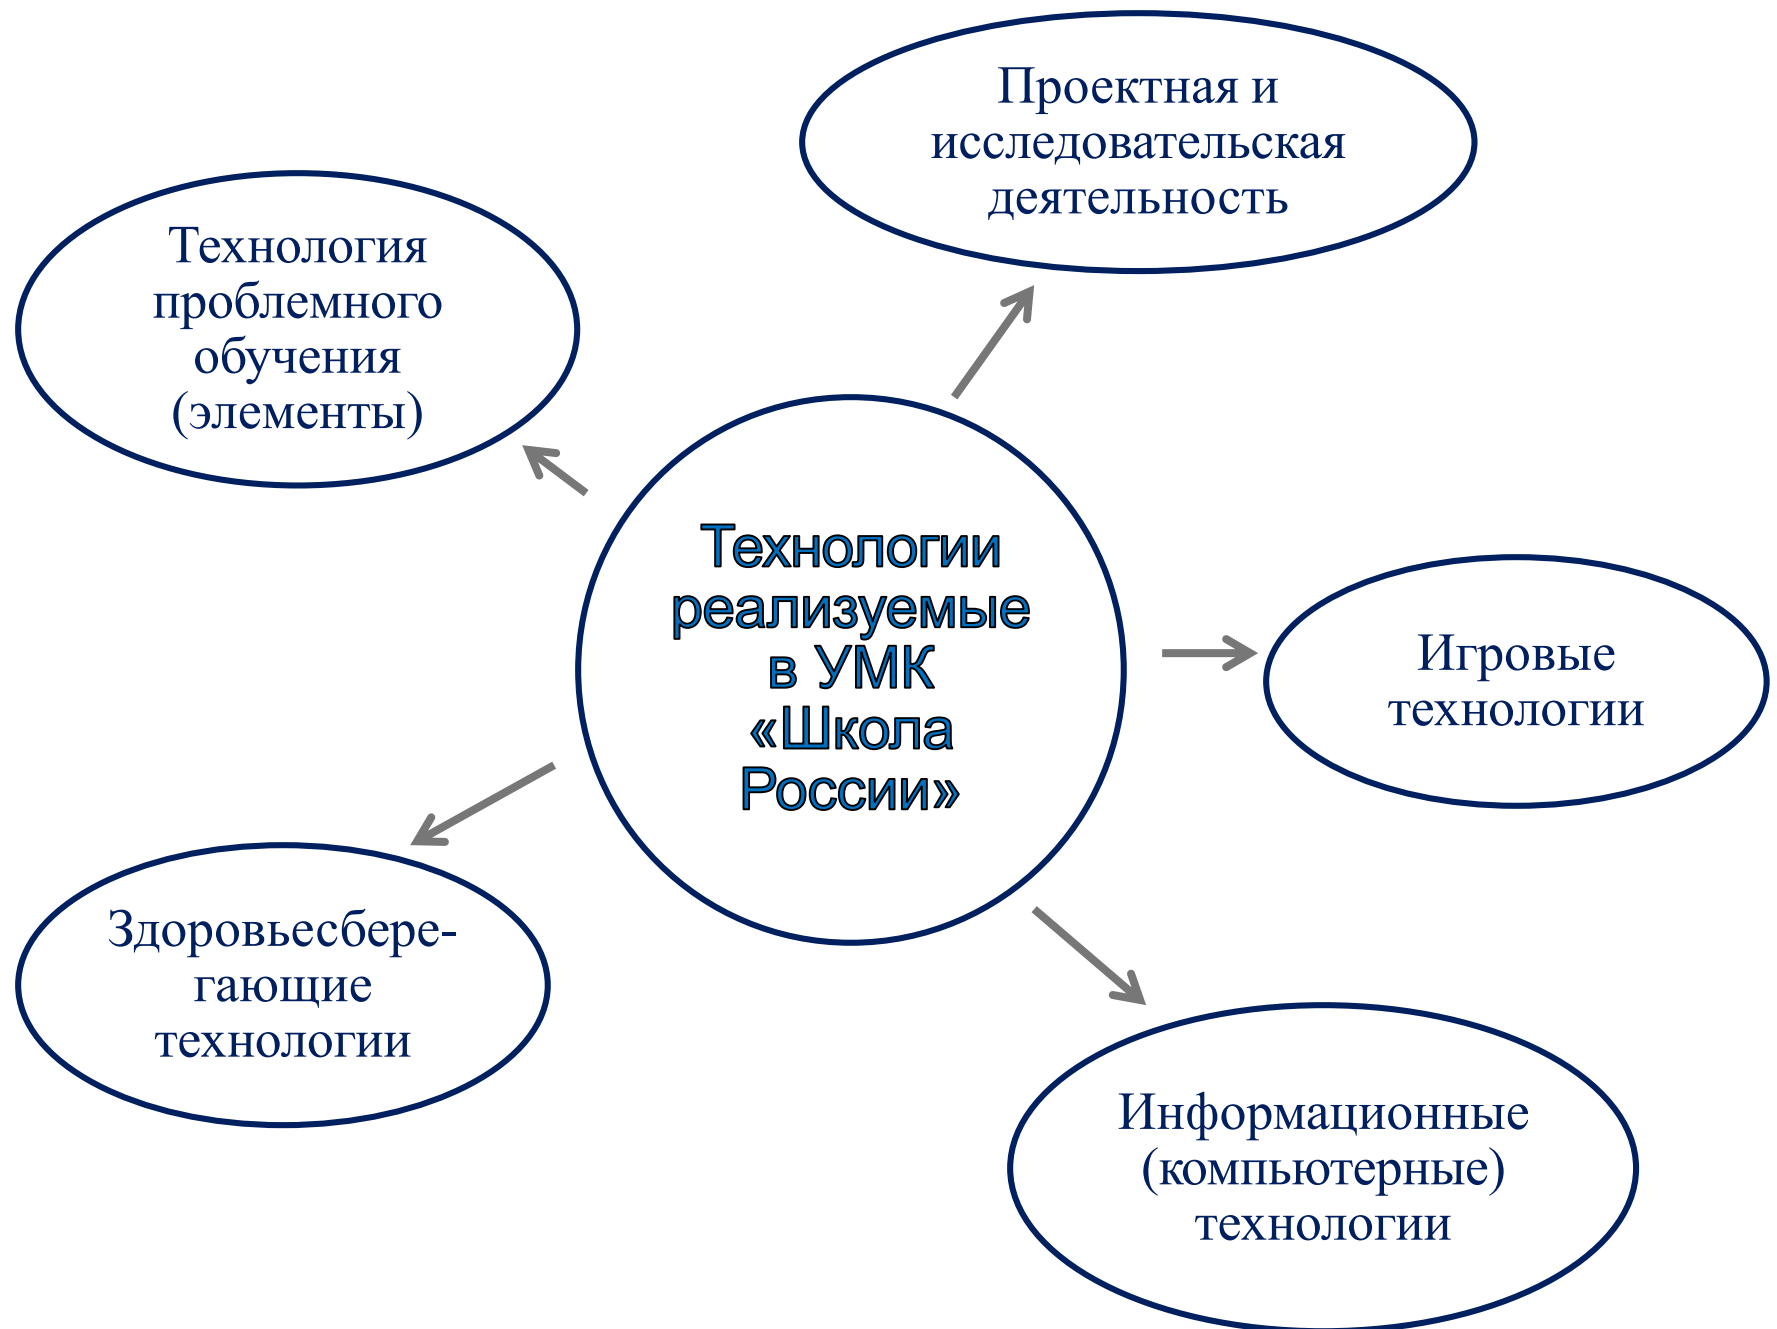 Проектная и
исследовательская
деятельность
Технология
проблемного
обучения
(элементы)
Технологии
реализуемые
в УМК
«Школа
России»
Игровые
технологии
Здоровьесбере-
гающие
технологии
Информационные
(компьютерные)
технологии